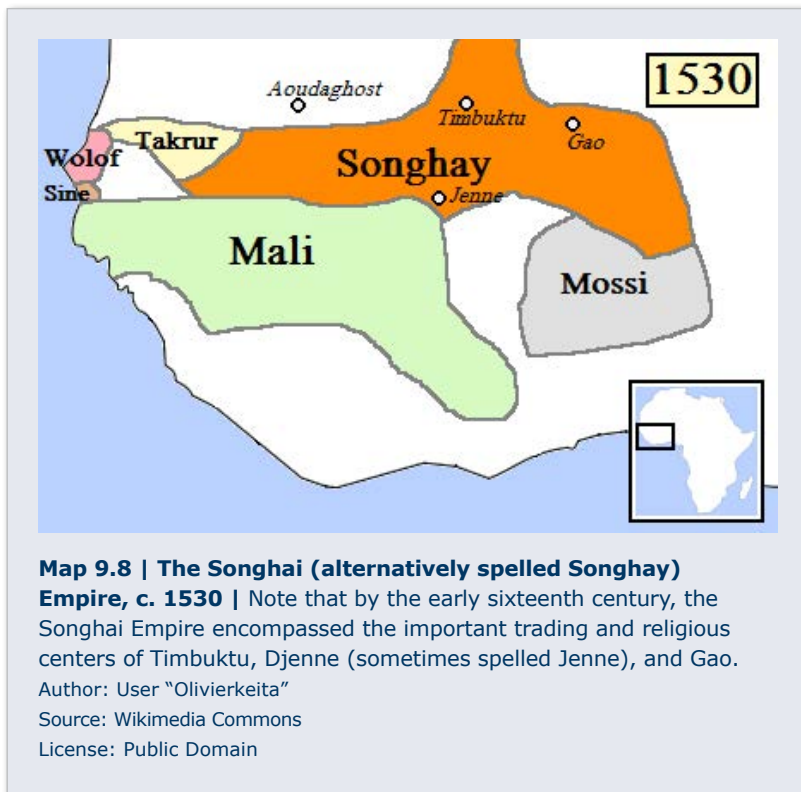 1530
Aoudaghost
Timbuktu
Gao
Takrur
Wolof
Songhay
Sine
Jenne
Mali
Mossi
Map 9.8 | The Songhai (alternatively spelled Songhay)
Empire, c. 1530 | Note that by the early sixteenth century, the
Songhai Empire encompassed the important trading and religious
centers of Timbuktu, Djenne (sometimes spelled Jenne), and Gao.
Author: User “Olivierkeita”
Source: Wikimedia Commons
License: Public Domain